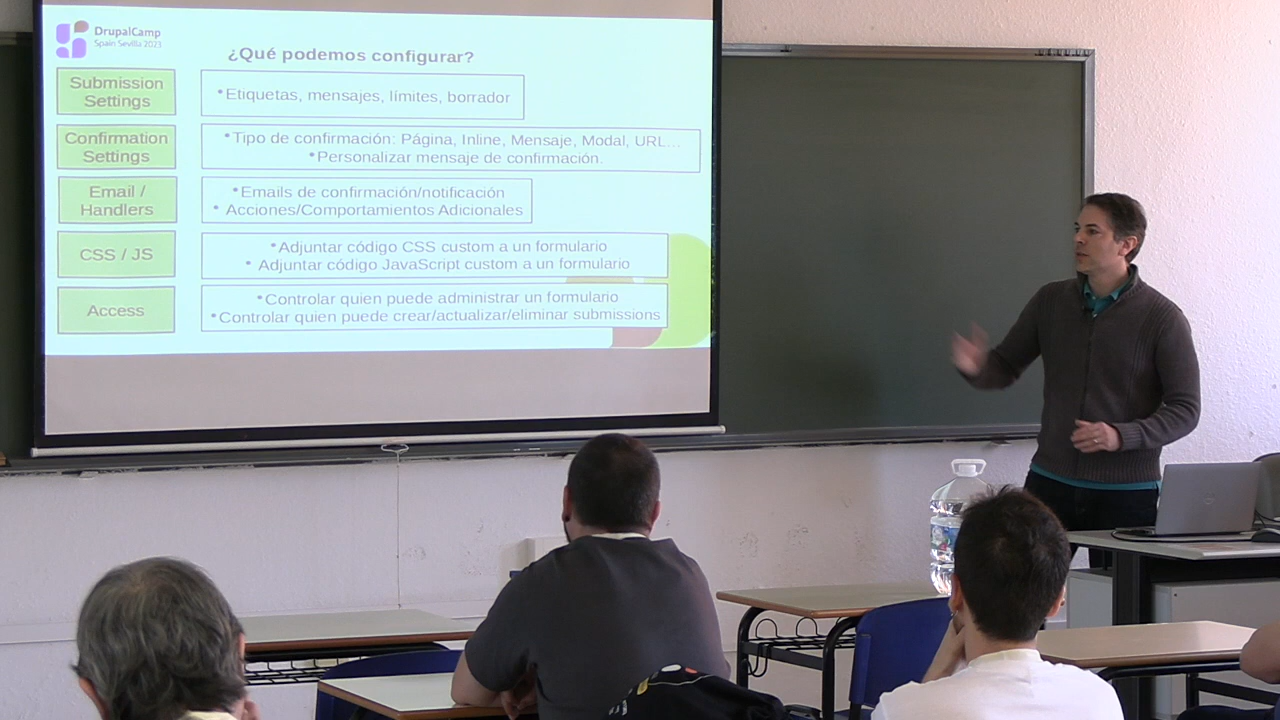 DrupalCamp
Spain Sevilla 2023
¿Qué podemos configurar?
Submission
Settings
•Etiquetas, mensajes, límites, borrador
Confirmation
Settings
•Tipo de confirmación: Página, Inline, Mensaje, Modal, URL...
•Personalizar mensaje de confirmación.
Email /
Handlers
•Emails de confirmación/notificación
• Acciones/Comportamientos Adicionales
CSS / JS
•Adjuntar código CSS custom a un formulario
• Adjuntar código JavaScript custom a un formulario
Access
•Controlar quien puede administrar un formulario
•Controlar quien puede crear/actualizar/eliminar submissions